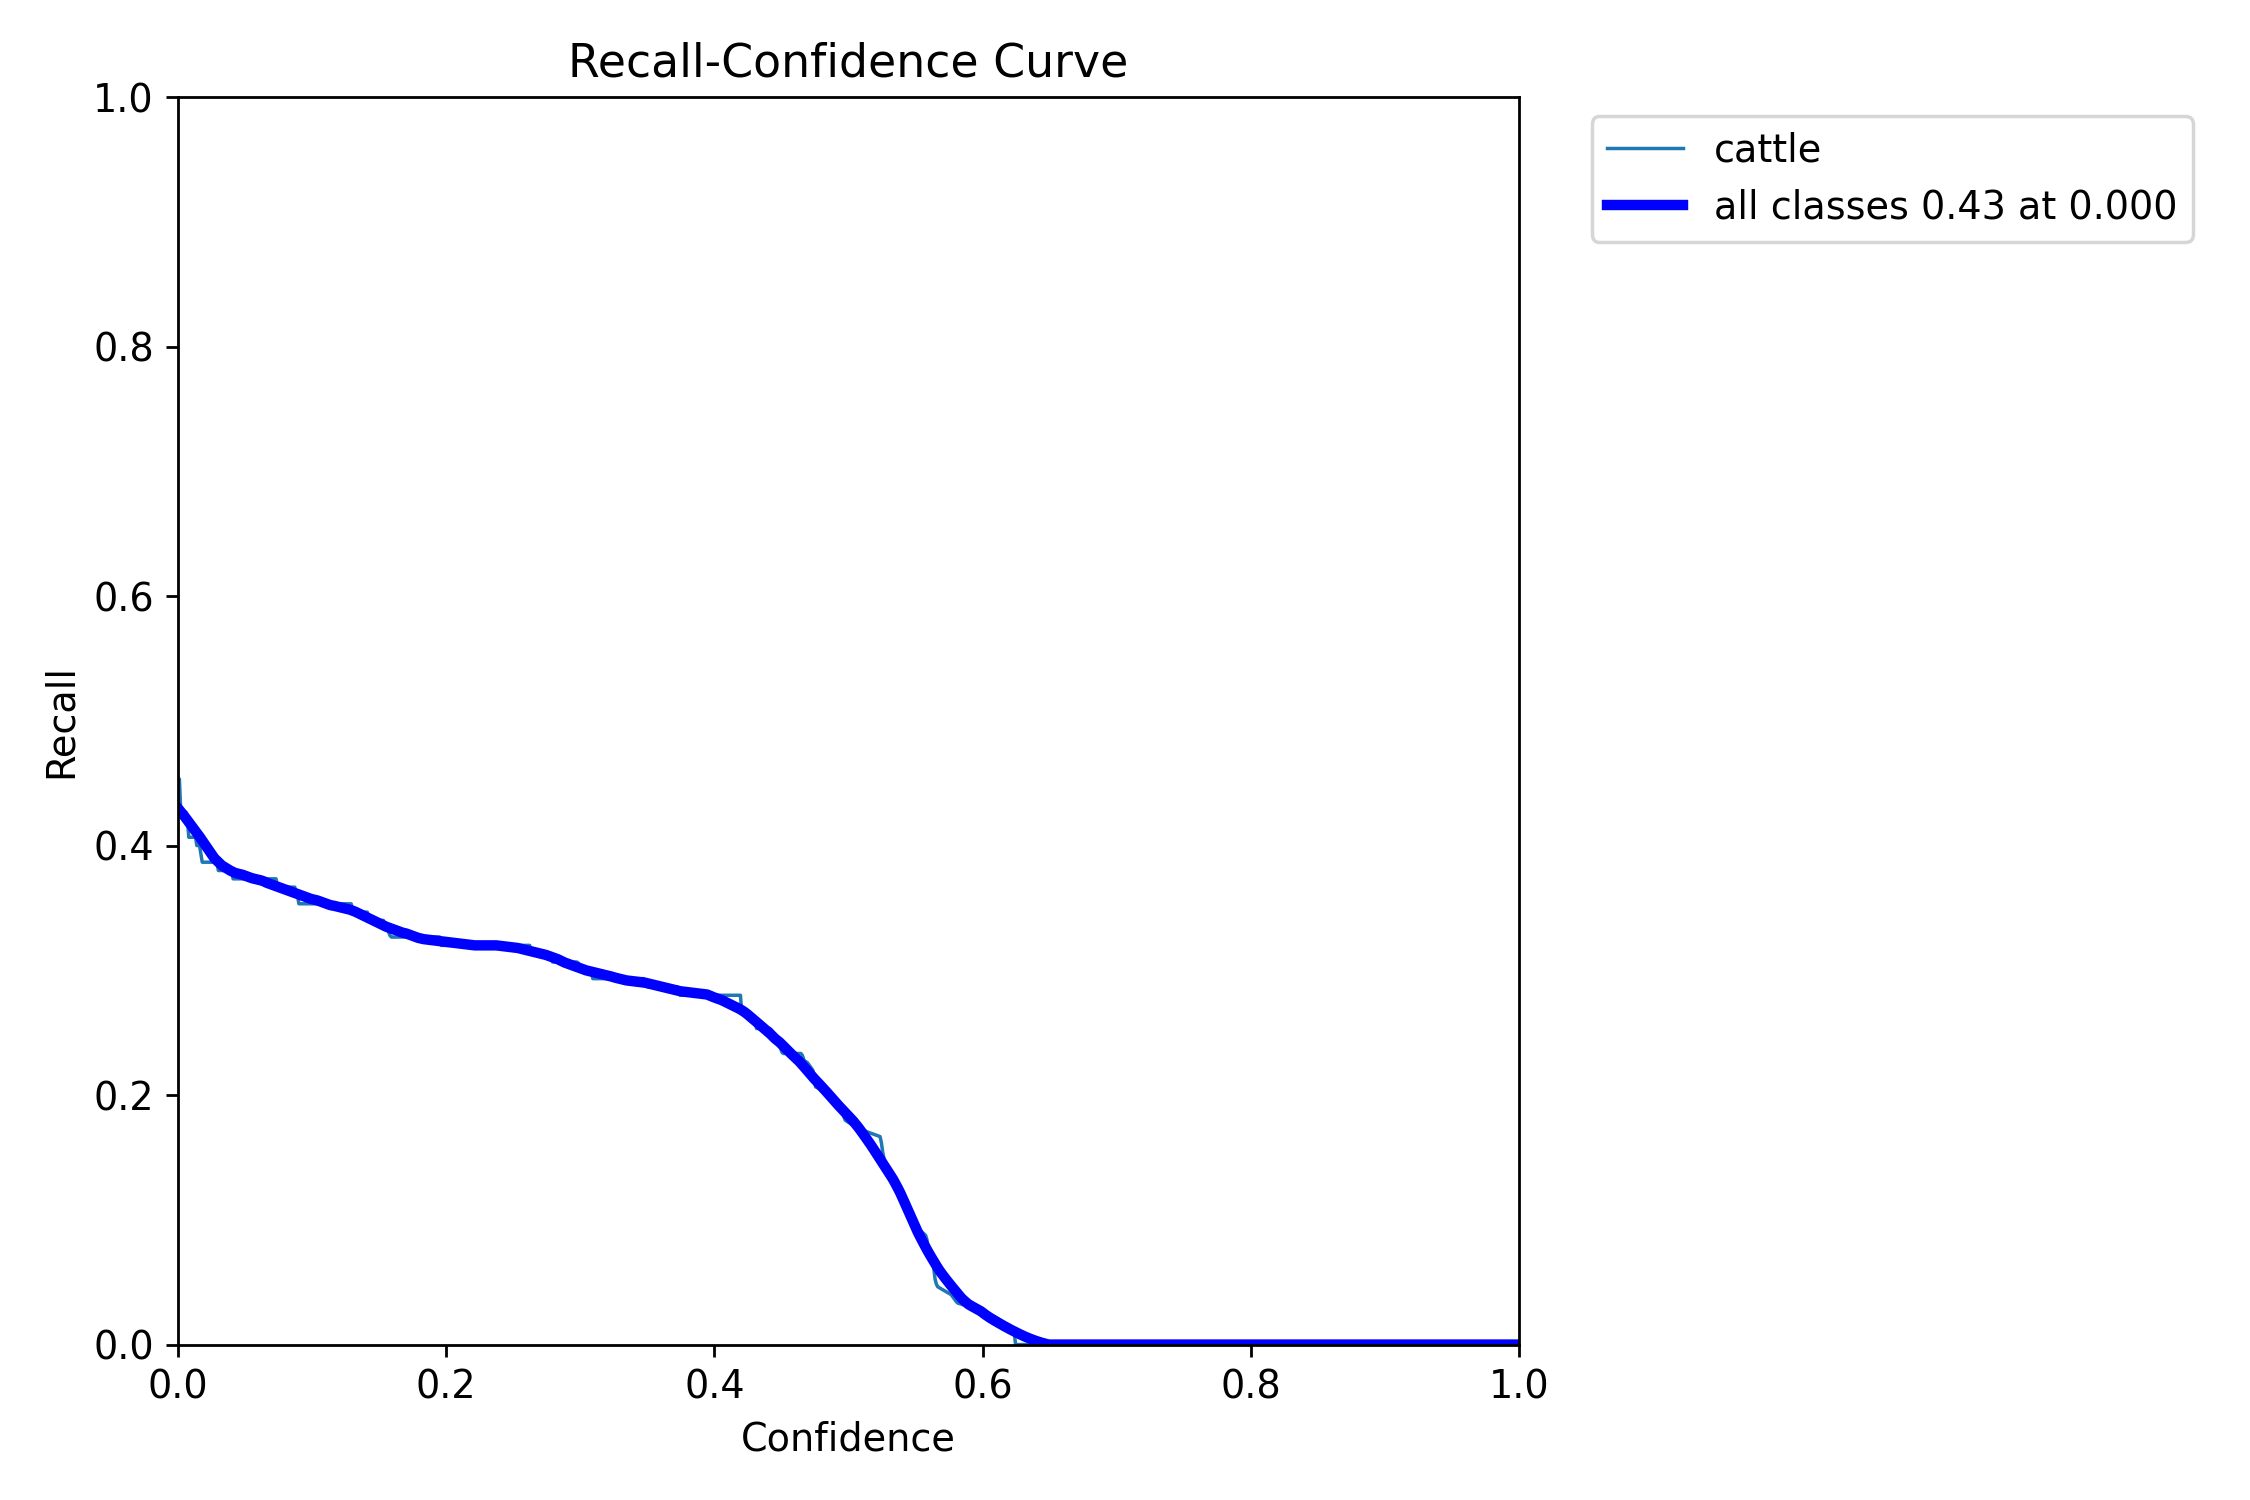 Recall-Confidence Curve
1.0
0.8
0.6
0.4
0.2
0.0
Recall
0.0 0.2 0.4 0.6 0.8 1.0
Confidence
cattle
all classes 0.43 at 0.000